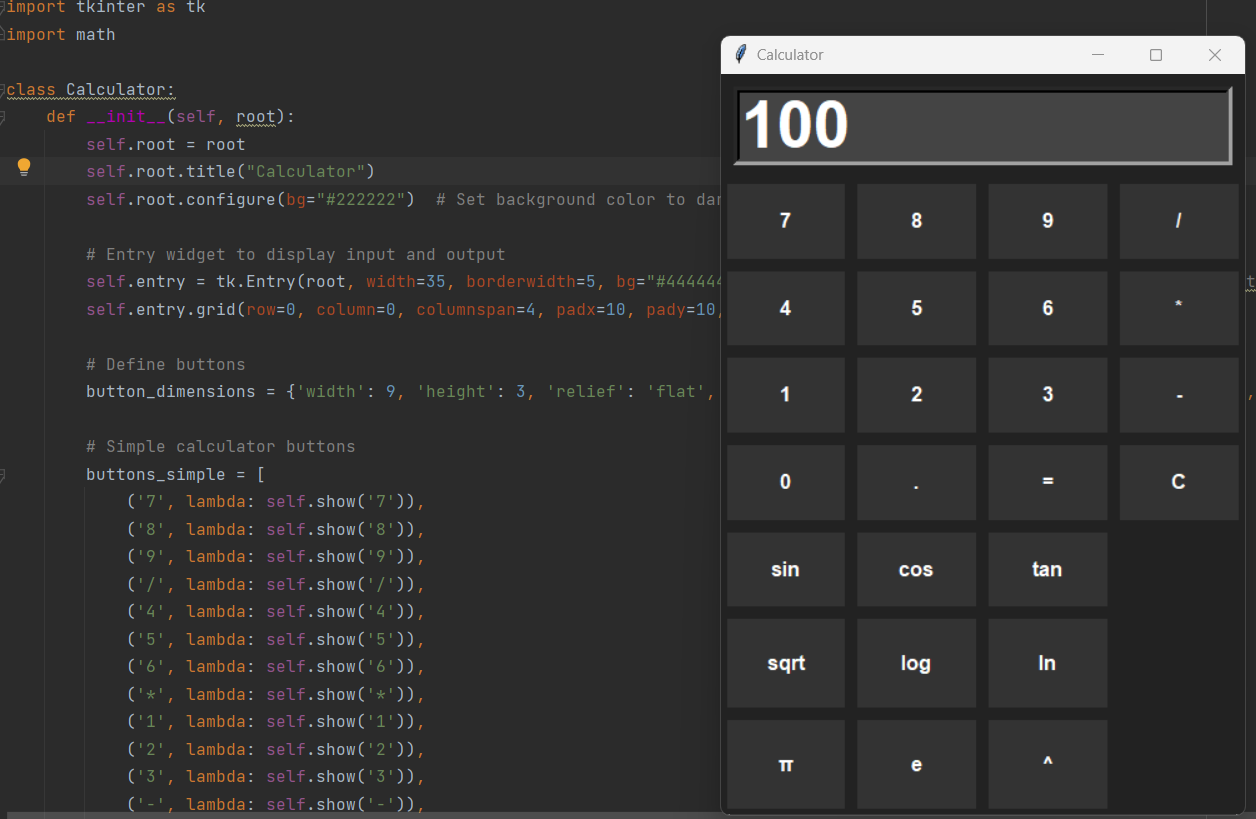 import tkinter as tk
import math
class Calculator:
def __init__(self, root):
self.root = root
self.root.title("Calculator")
self.root.configure(bg="#222222")  # Set background color to
# Entry widget to display input and output
self.entry = tk.Entry(root, width=35, borderwidth=5, bg="#444444
self.entry.grid(row=0, column=0, columnspan=4, padx=10, pady=10,
# Define buttons
button_dimensions = {'width': 9, 'height': 3, 'relief': 'flat',
# Simple calculator buttons
buttons_simple = [
('7', lambda: self.show('7')),
('8', lambda: self.show('8')),
('9', lambda: self.show('9')),
('/', lambda: self.show('/')),
('4', lambda: self.show('4')),
('5', lambda: self.show('5')),
('6', lambda: self.show('6')),
('*', lambda: self.show('*')),
('1', lambda: self.show('1')),
('2', lambda: self.show('2')),
('3', lambda: self.show('3')),
('-', lambda: self.show('-')),
Calculator
100
7 8 9 /
4 5 6 *
1 2 3 -
0 . = C
sin cos tan
sqrt log ln
π e ^